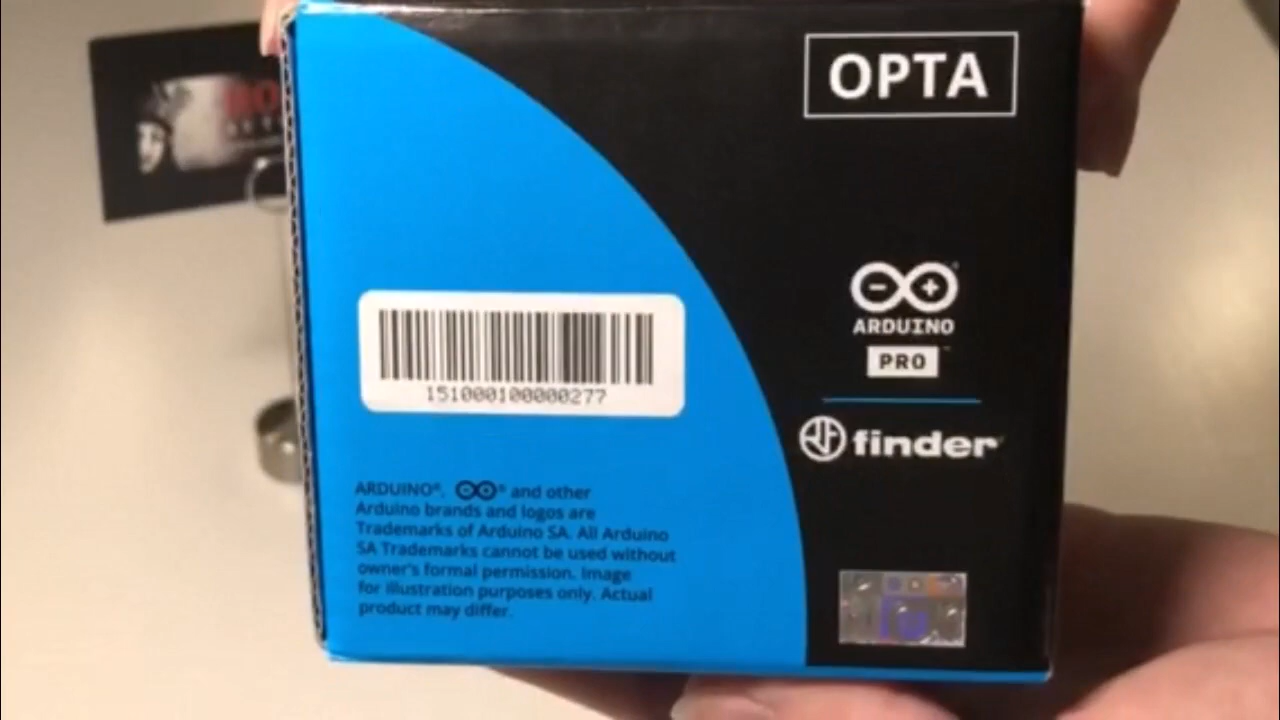 OPTA
ARDUINO
PRO™
finder
151000100000277
ARDUINO®, ® and other
Arduino brands and logos are
Trademarks of Arduino SA. All Arduino
SA Trademarks cannot be used without
owner's formal permission. Image
for illustration purposes only. Actual
product may differ.